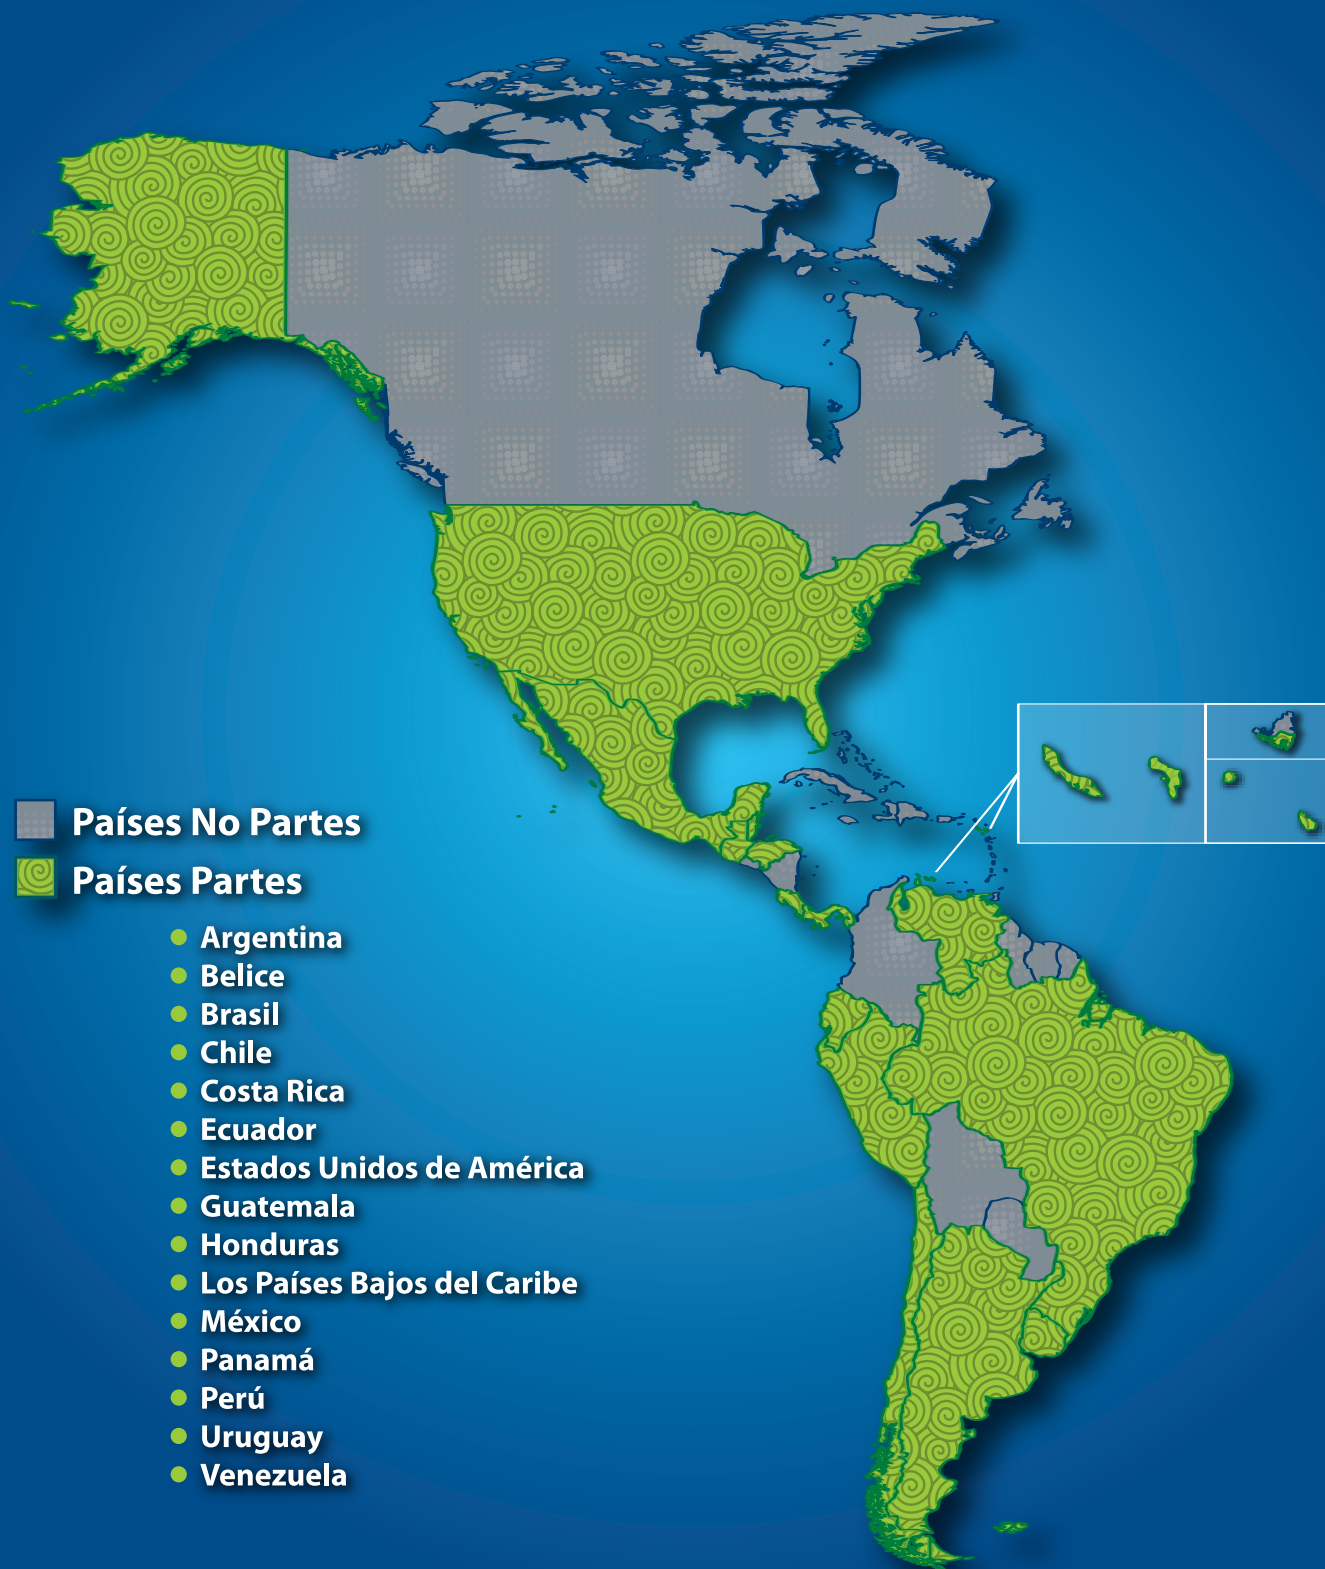 Países No Partes
Países Partes
Argentina
Belice
Brasil
Chile
Costa Rica
Ecuador
Estados Unidos de América
Guatemala
Honduras
Los Países Bajos del Caribe
México
Panamá
Perú
Uruguay
Venezuela